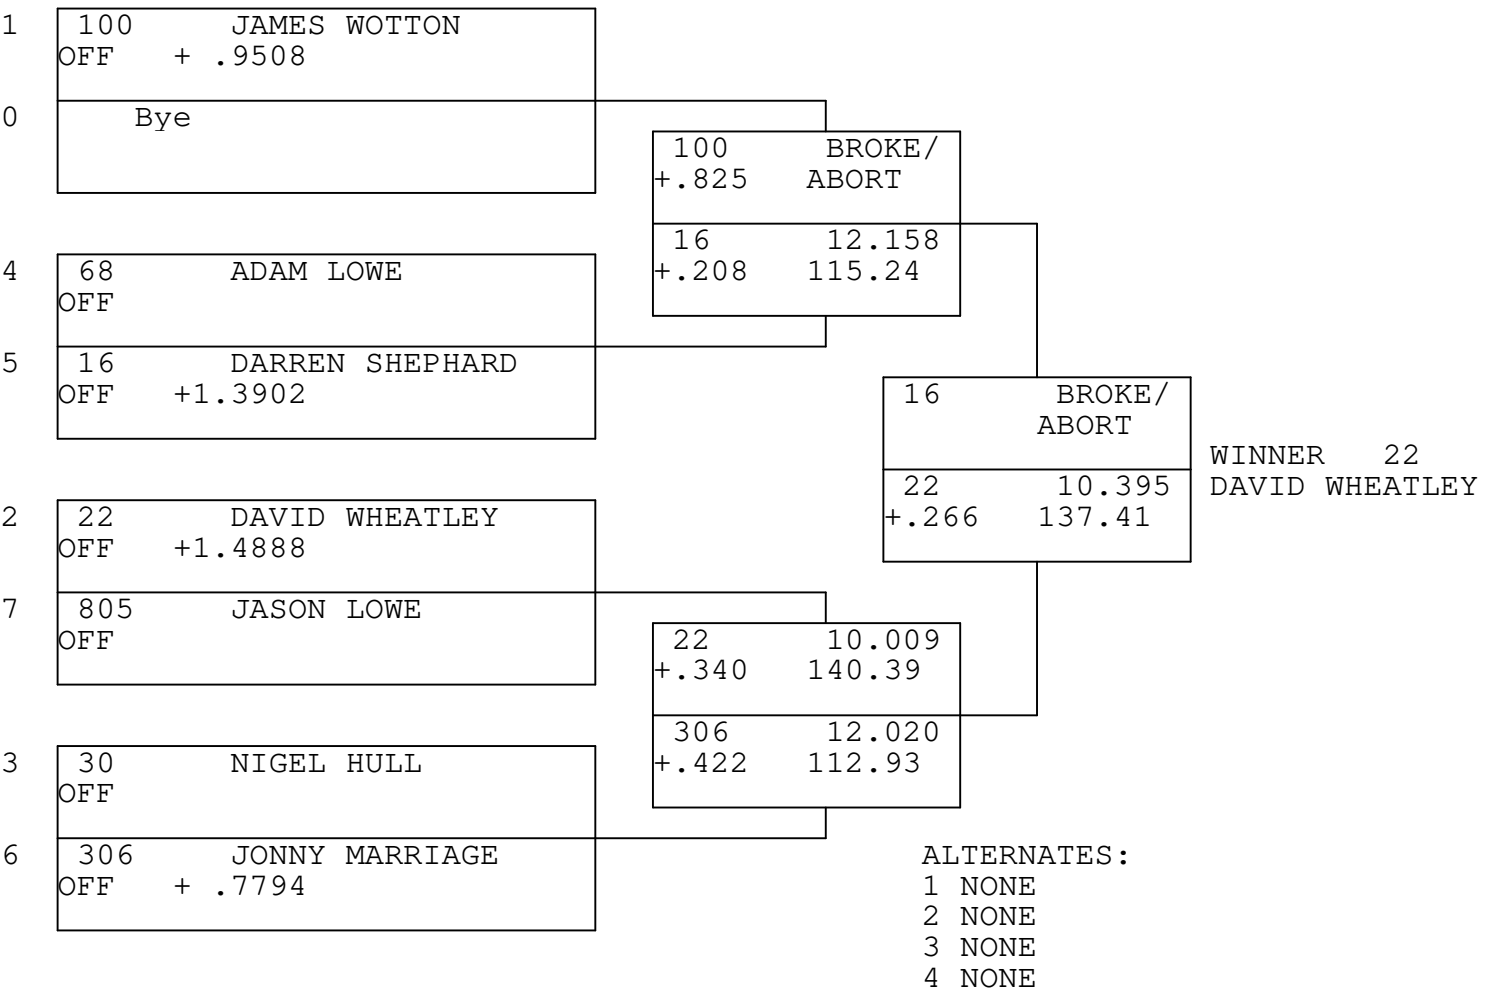 1 100 JAMES WOTTON
OFF + .9508
0 Bye
4 68 ADAM LOWE
OFF
5 16 DARREN SHEPHARD
OFF +1.3902
2 22 DAVID WHEATLEY
OFF +1.4888
7 805 JASON LOWE
OFF
3 30 NIGEL HULL
OFF
6 306 JONNY MARRIAGE
OFF + .7794
100 BROKE/
+.825 ABORT
16 12.158
+.208 115.24
22 10.009
+.340 140.39
306 12.020
+.422 112.93
16 BROKE/
ABORT
22 10.395
+.266 137.41
WINNER 22
DAVID WHEATLEY
ALTERNATES:
1 NONE
2 NONE
3 NONE
4 NONE